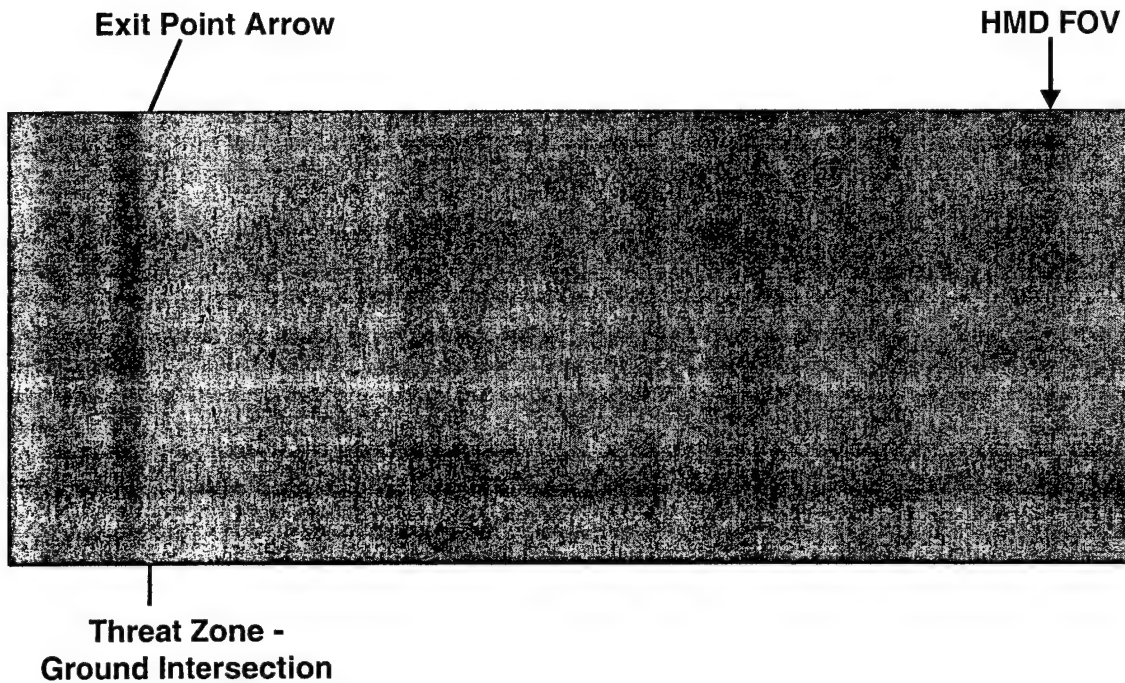 Exit Point Arrow
HMD FOV
Threat Zone -
Ground Intersection